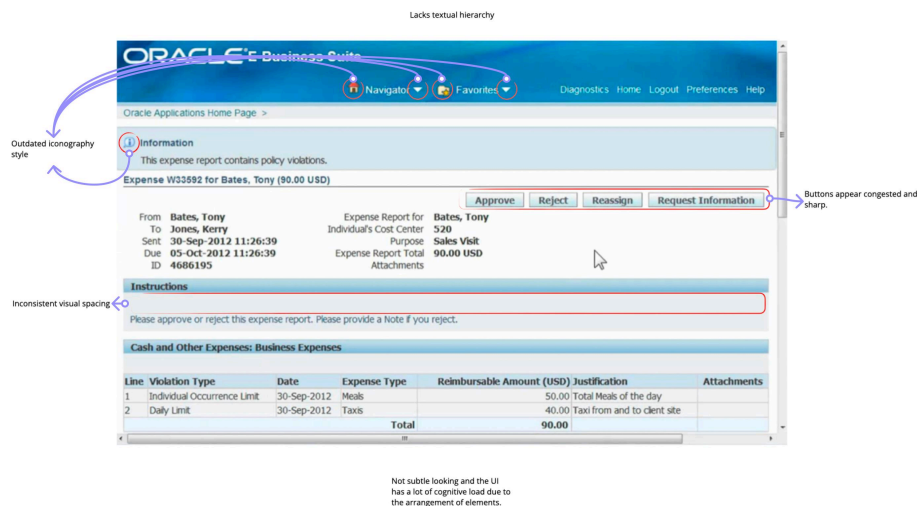 Lacks textual hierarchy
ORACLE E-Business Suite
Navigator Favorites Diagnostics Home Logout Preferences Help
Oracle Applications Home Page >
Outdated iconography
style
Information
This expense report contains policy violations.
Expense W33592 for Bates, Tony (90.00 USD)
Approve Reject Reassign Request Information
Buttons appear congested and
sharp.
From Bates, Tony Expense Report for Bates, Tony
To Jones, Kerry Individual's Cost Center 520
Sent 30-Sep-2012 11:26:39 Purpose Sales Visit
Due 05-Oct-2012 11:26:39 Expense Report Total 90.00 USD
ID 4686195 Attachments
Instructions
Inconsistent visual spacing
Please approve or reject this expense report. Please provide a Note if you reject.
Cash and Other Expenses: Business Expenses
Line Violation Type Date Expense Type Reimbursable Amount (USD) Justification Attachments
1 Individual Occurrence Limit 30-Sep-2012 Meals 50.00 Total Meals of the day
2 Daily Limit 30-Sep-2012 Taxis 40.00 Taxi from and to client site
Total 90.00
Not subtle looking and the UI
has a lot of cognitive load due to
the arrangement of elements.